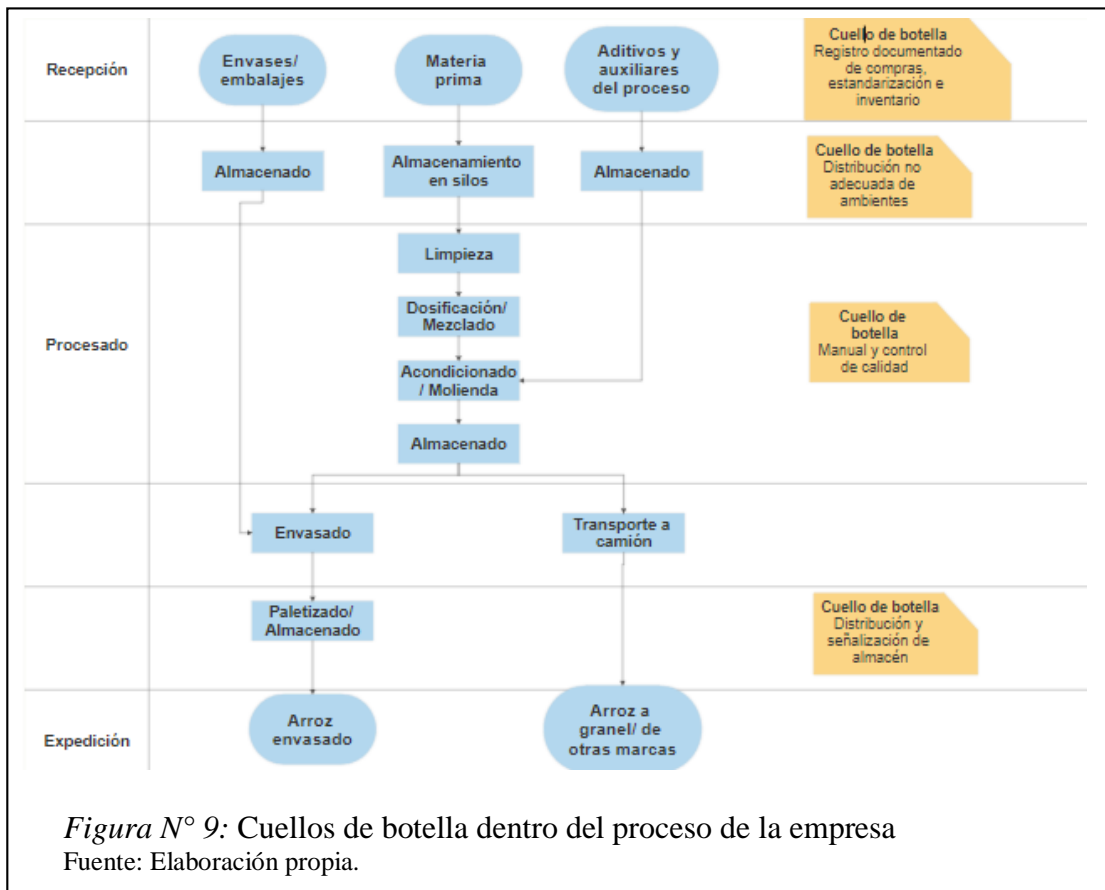 Recepción
Envases/
embalajes
Materia
prima
Aditivos y
auxiliares
del proceso
Cuello de botella
Registro documentado
de compras,
estandarización e
inventario
Almacenado
Almacenamiento
en silos
Almacenado
Cuello de botella
Distribución no
adecuada de
ambientes
Procesado
Limpieza
Dosificación/
Mezclado
Acondicionado
/ Molienda
Almacenado
Cuello de
botella
Manual y control
de calidad
Envasado
Transporte a
camión
Paletizado/
Almacenado
Cuello de botella
Distribución y
señalización de
almacén
Expedición
Arroz
envasado
Arroz a
granel/ de
otras marcas
Figura N° 9: Cuellos de botella dentro del proceso de la empresa
Fuente: Elaboración propia.